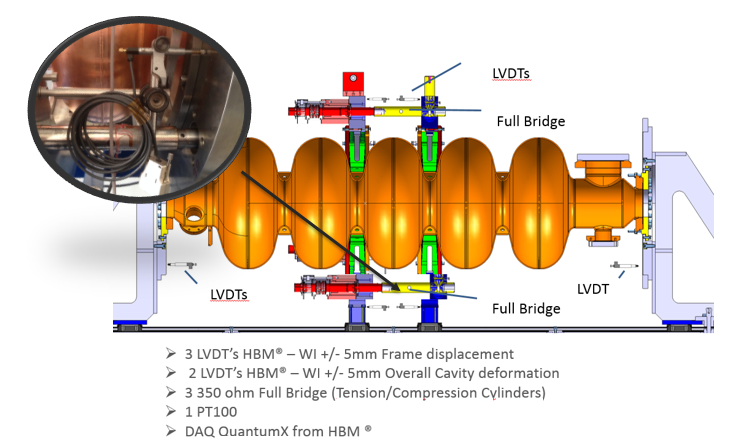 LVDTs
Full Bridge
LVDTs
LVDT
Full Bridge
➢ 3 LVDT's HBM® – WI +/- 5mm Frame displacement
➢ 2 LVDT's HBM® – WI +/- 5mm Overall Cavity deformation
➢ 3 350 ohm Full Bridge (Tension/Compression Cylinders)
➢ 1 PT100
➢ DAQ QuantumX from HBM ®